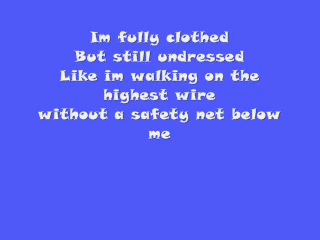 Im fully clothed
But still undressed
Like im walking on the
highest wire
without a safety net below
me